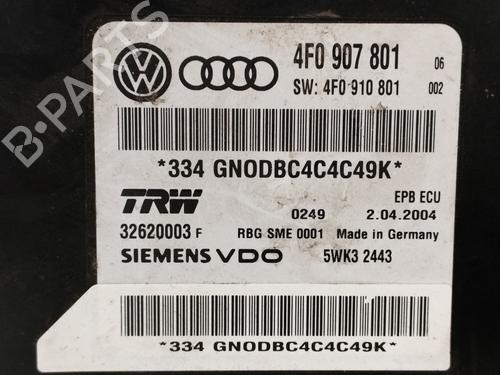 4F0 907 801 06
SW: 4F0 910 801 002
*334 GNODBC4C4C49K*
TRW EPB ECU
0249 2.04.2004
32620003 F RBG SME 0001 Made in Germany
SIEMENS VDO 5WK3 2443
*334 GNODBC4C4C49K*
B-PARTS